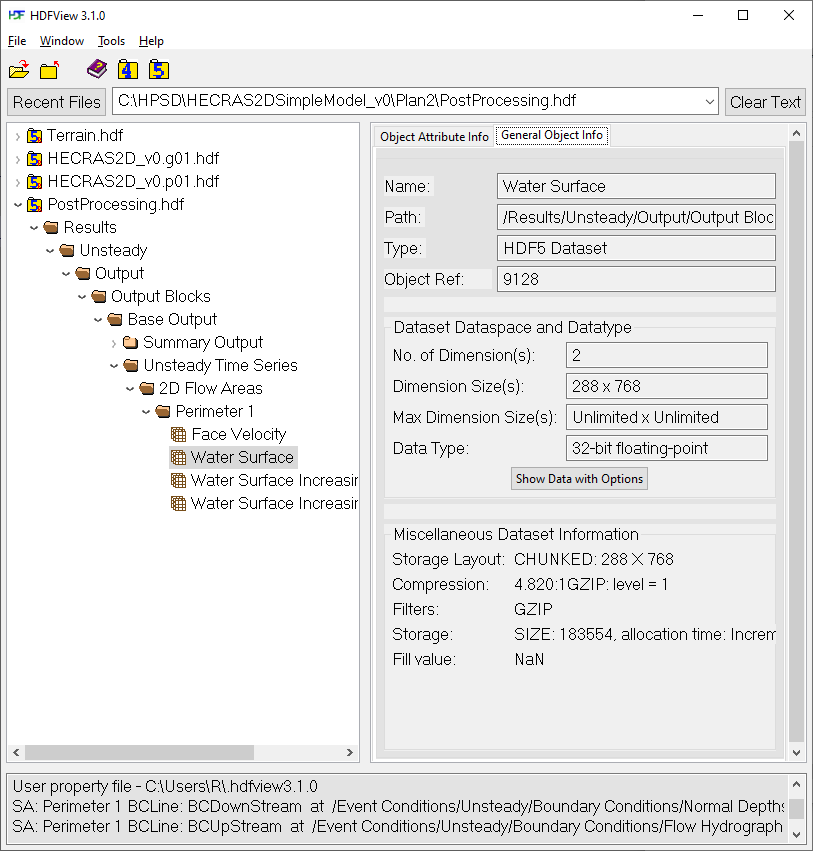 HDFView 3.1.0
File Window Tools Help
Recent Files C:\HPSD\HECRAS2DSimpleModel_v0\Plan2\PostProcessing.hdf Clear Text
Terrain.hdf
HECRAS2D_v0.g01.hdf
HECRAS2D_v0.p01.hdf
PostProcessing.hdf
Results
Unsteady
Output
Output Blocks
Base Output
Summary Output
Unsteady Time Series
2D Flow Areas
Perimeter 1
Face Velocity
Water Surface
Water Surface Increasin
Water Surface Increasin
Object Attribute Info General Object Info
Name: Water Surface
Path: /Results/Unsteady/Output/Output Bloc
Type: HDF5 Dataset
Object Ref: 9128
Dataset Dataspace and Datatype
No. of Dimension(s): 2
Dimension Size(s): 288 x 768
Max Dimension Size(s): Unlimited x Unlimited
Data Type: 32-bit floating-point
Show Data with Options
Miscellaneous Dataset Information
Storage Layout: CHUNKED: 288 X 768
Compression: 4.820:1GZIP: level = 1
Filters: GZIP
Storage: SIZE: 183554, allocation time: Increm
Fill value: NaN
User property file - C:\Users\R\.hdfview3.1.0
SA: Perimeter 1 BCLine: BCDownStream at /Event Conditions/Unsteady/Boundary Conditions/Normal Depths
SA: Perimeter 1 BCLine: BCUpStream at /Event Conditions/Unsteady/Boundary Conditions/Flow Hydrograph